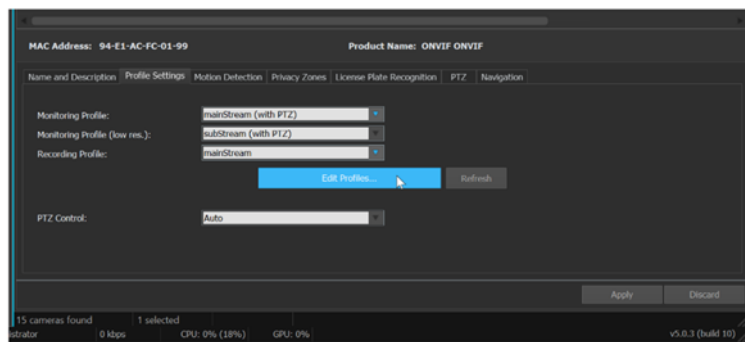 MAC Address: 94-E1-AC-FC-01-99 Product Name: ONVIF ONVIF
Name and Description Profile Settings Motion Detection Privacy Zones License Plate Recognition PTZ Navigation
Monitoring Profile: mainStream (with PTZ)
Monitoring Profile (low res.): subStream (with PTZ)
Recording Profile: mainStream
Edit Profiles... Refresh
PTZ Control: Auto
Apply Discard
15 cameras found 1 selected
istrator 0 kbps CPU: 0% (18%) GPU: 0% v5.0.3 (build 10)